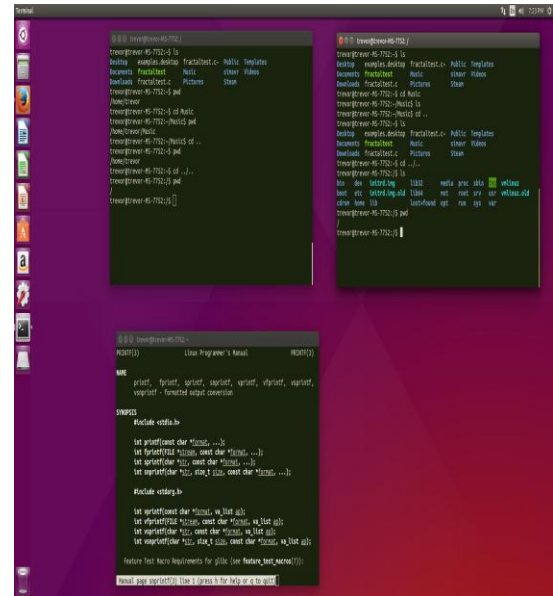 Terminal
7:23 PM
trevor@trevor-MS-7752: /
trevor@trevor-MS-7752:~$ ls
Desktop examples.desktop fractaltest.c~ Public Templates
Documents fractaltest Music simavr Videos
Downloads fractaltest.c Pictures Steam
trevor@trevor-MS-7752:~$ pwd
/home/trevor
trevor@trevor-MS-7752:~$ cd Music
trevor@trevor-MS-7752:~/Music$ pwd
/home/trevor/Music
trevor@trevor-MS-7752:~/Music$ cd ..
trevor@trevor-MS-7752:~$ pwd
/home/trevor
trevor@trevor-MS-7752:~$ cd ../..
trevor@trevor-MS-7752:/$ pwd
/
trevor@trevor-MS-7752:/$
trevor@trevor-MS-7752: /
trevor@trevor-MS-7752:~$ ls
Desktop examples.desktop fractaltest.c~ Public Templates
Documents fractaltest Music simavr Videos
Downloads fractaltest.c Pictures Steam
trevor@trevor-MS-7752:~$ cd Music
trevor@trevor-MS-7752:~/Music$ ls
trevor@trevor-MS-7752:~/Music$ cd ..
trevor@trevor-MS-7752:~$ ls
Desktop examples.desktop fractaltest.c~ Public Templates
Documents fractaltest Music simavr Videos
Downloads fractaltest.c Pictures Steam
trevor@trevor-MS-7752:~$ cd ../..
trevor@trevor-MS-7752:/$ ls
bin dev initrd.img lib32 media proc sbin vmlinuz
boot etc initrd.img.old lib64 mnt root srv usr vmlinuz.old
cdrom home lib lost+found opt run sys var
trevor@trevor-MS-7752:/$ pwd
/
trevor@trevor-MS-7752:/$
trevor@trevor-MS-7752: ~
PRINTF(3) Linux Programmer's Manual PRINTF(3)
NAME
printf, fprintf, sprintf, snprintf, vprintf, vfprintf, vsprintf,
vsnprintf - formatted output conversion
SYNOPSIS
#include <stdio.h>
int printf(const char *format, ...);
int fprintf(FILE *stream, const char *format, ...);
int sprintf(char *str, const char *format, ...);
int snprintf(char *str, size_t size, const char *format, ...);
#include <stdarg.h>
int vprintf(const char *format, va_list ap);
int vfprintf(FILE *stream, const char *format, va_list ap);
int vsprintf(char *str, const char *format, va_list ap);
int vsnprintf(char *str, size_t size, const char *format, va_list ap);
Feature Test Macro Requirements for glibc (see feature_test_macros(7)):
Manual page snprintf(3) line 1 (press h for help or q to quit)